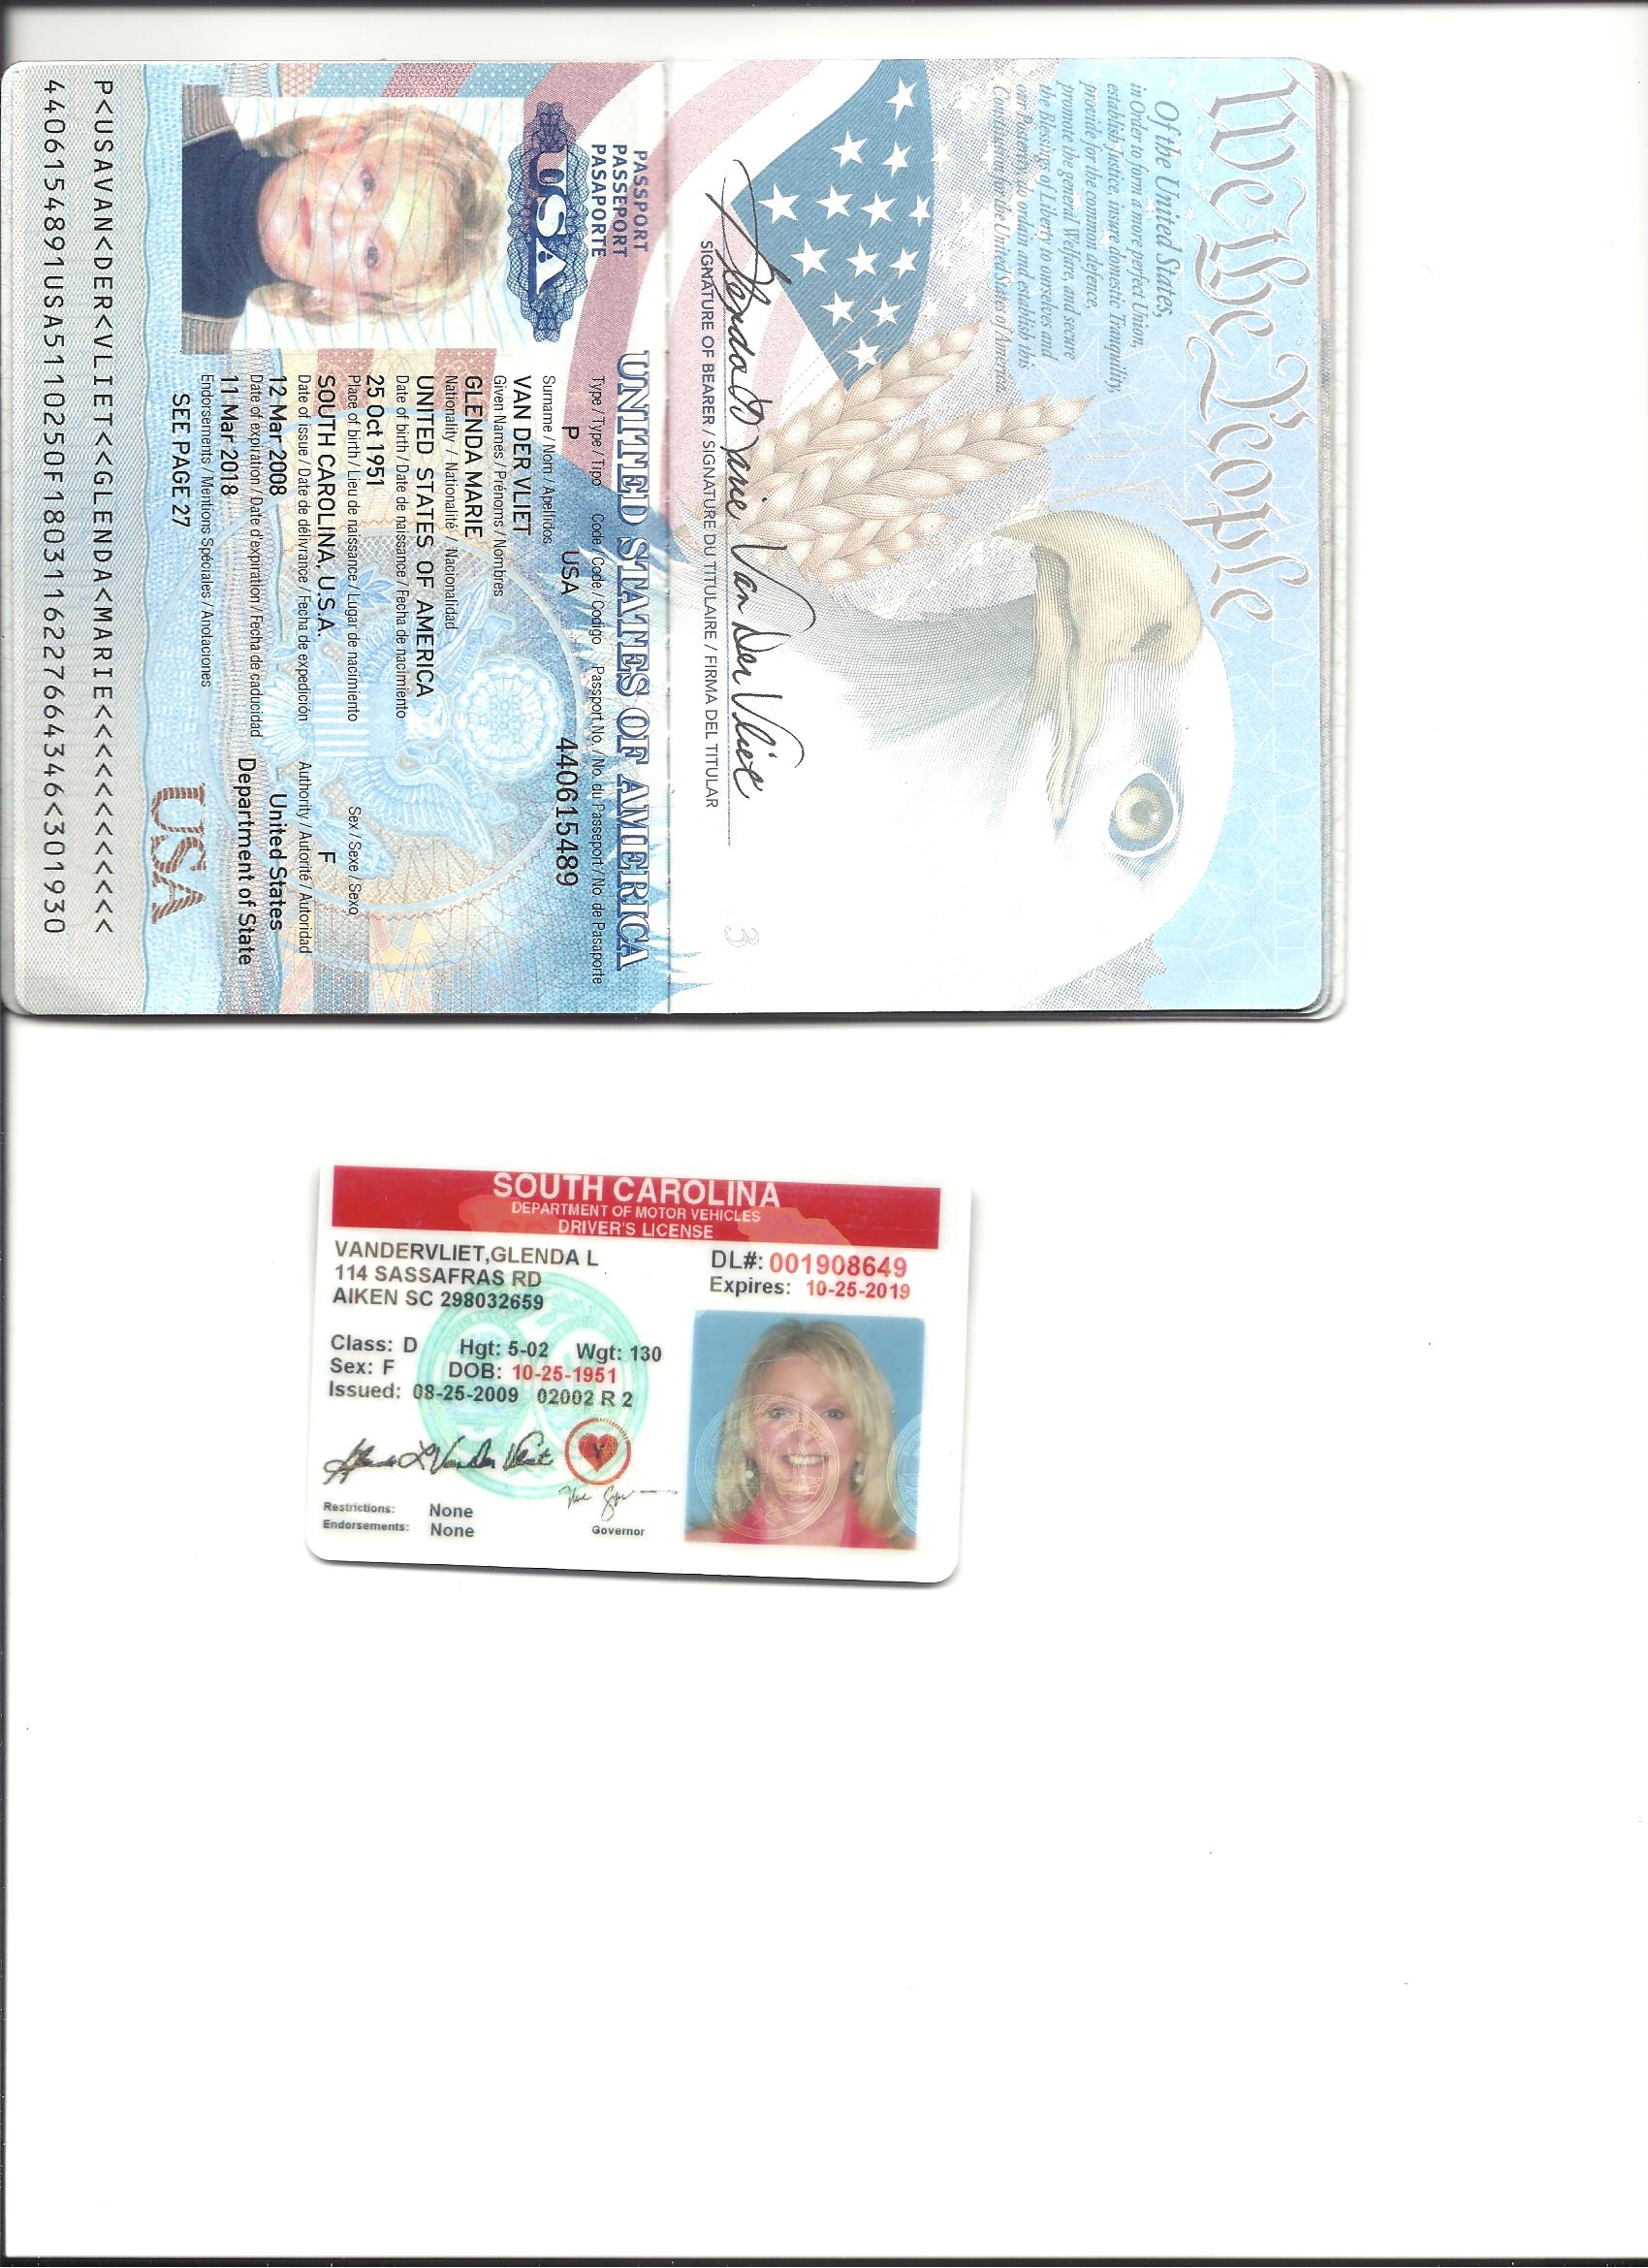 We the People
Of the United States,
in Order to form a more perfect Union,
establish Justice, insure domestic Tranquility,
provide for the common defence,
promote the general Welfare, and secure
the Blessings of Liberty to ourselves and
our Posterity, do ordain and establish this
Constitution for the United States of America.
SIGNATURE OF BEARER / SIGNATURE DU TITULAIRE / FIRMA DEL TITULAR
3
UNITED STATES OF AMERICA
PASSPORT
PASSEPORT
PASAPORTE
USA
Type / Type / Tipo Code / Code / Codigo Passport No. / No. du Passeport / No. de Pasaporte
P USA 440615489
Surname / Nom / Apellidos
VAN DER VLIET
Given Names / Prénoms / Nombres
GLENDA MARIE
Nationality / Nationalité / Nacionalidad
UNITED STATES OF AMERICA
Date of birth / Date de naissance / Fecha de nacimiento
25 Oct 1951
Place of birth / Lieu de naissance / Lugar de nacimiento Sex / Sexe / Sexo
SOUTH CAROLINA, U.S.A. F
Date of issue / Date de délivrance / Fecha de expedición Authority / Autorité / Autoridad
12 Mar 2008 United States
Date of expiration / Date d'expiration / Fecha de caducidad Department of State
11 Mar 2018
Endorsements / Mentions Spéciales / Anotaciones
SEE PAGE 27
USA
P<USAVAN<DER<VLIET<<GLENDA<MARIE<<<<<<<<<<<<
4406154891USA5110250F1803116227664346<301930
SOUTH CAROLINA
DEPARTMENT OF MOTOR VEHICLES
DRIVER'S LICENSE
VANDERVLIET,GLENDA L
114 SASSAFRAS RD
AIKEN SC 298032659
DL#: 001908649
Expires: 10-25-2019
Class: D Hgt: 5-02 Wgt: 130
Sex: F DOB: 10-25-1951
Issued: 08-25-2009 02002 R 2
Y
Restrictions: None
Endorsements: None
Governor